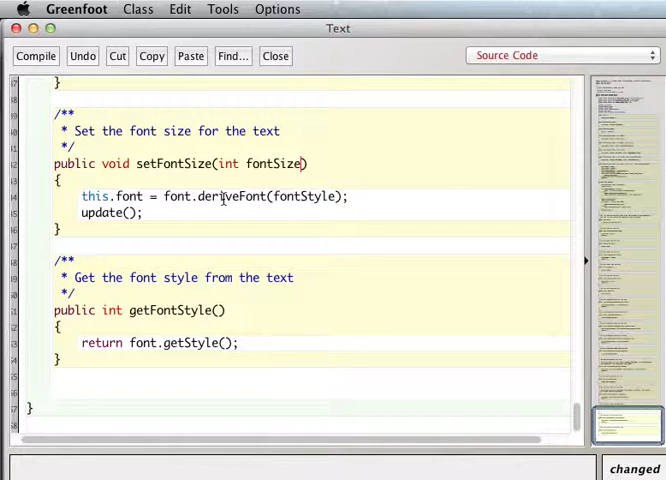 Greenfoot Class Edit Tools Options
Text
Compile Undo Cut Copy Paste Find... Close Source Code
}
/**
* Set the font size for the text
*/
public void setFontSize(int fontSize)
{
this.font = font.deriveFont(fontStyle);
update();
}
/**
* Get the font style from the text
*/
public int getFontStyle()
{
return font.getStyle();
}
}
changed